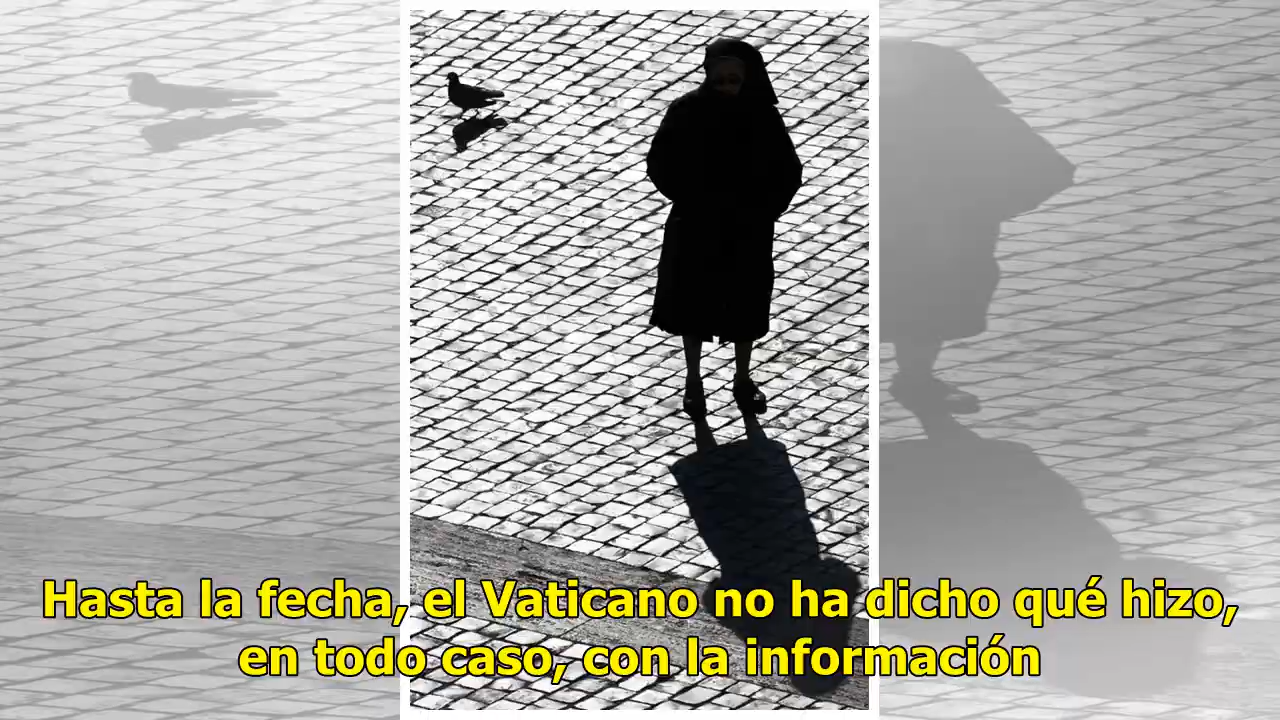 Hasta la fecha, el Vaticano no ha dicho qué hizo,
en todo caso, con la información